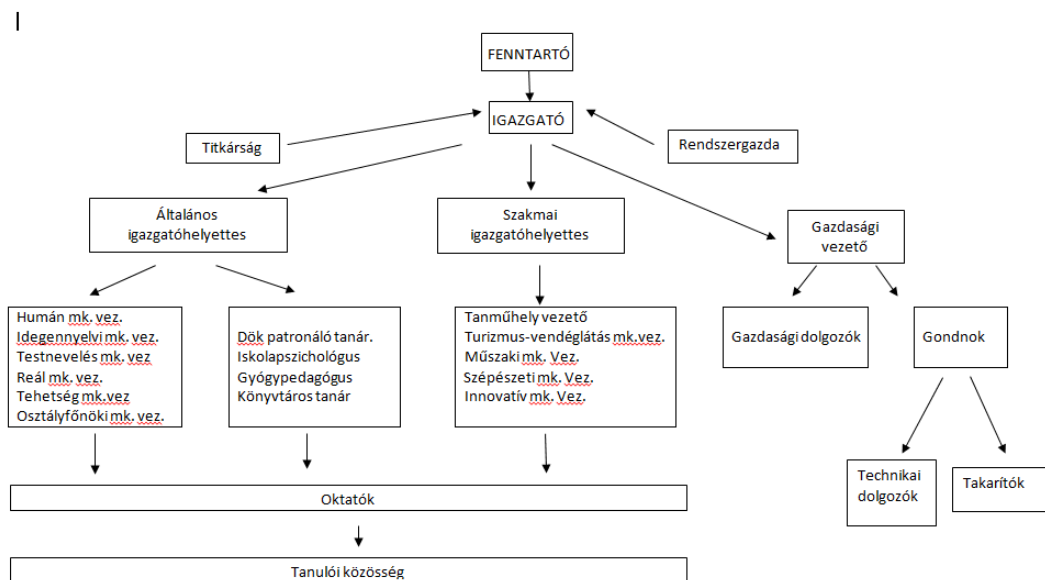 FENNTARTÓ
IGAZGATÓ
Titkárság
Rendszergazda
Általános
igazgatóhelyettes
Szakmai
igazgatóhelyettes
Gazdasági
vezető
Humán mk. vez.
Idegennyelvi mk. vez.
Testnevelés mk. vez
Reál mk. vez.
Tehetség mk.vez
Osztályfőnöki mk. vez.
Dök patronáló tanár.
Iskolapszichológus
Gyógypedagógus
Könyvtáros tanár
Tanműhely vezető
Turizmus-vendéglátás mk.vez.
Műszaki mk. Vez.
Szépészeti mk. Vez.
Innovatív mk. Vez.
Gazdasági dolgozók
Gondnok
Technikai
dolgozók
Takarítók
Oktatók
Tanulói közösség